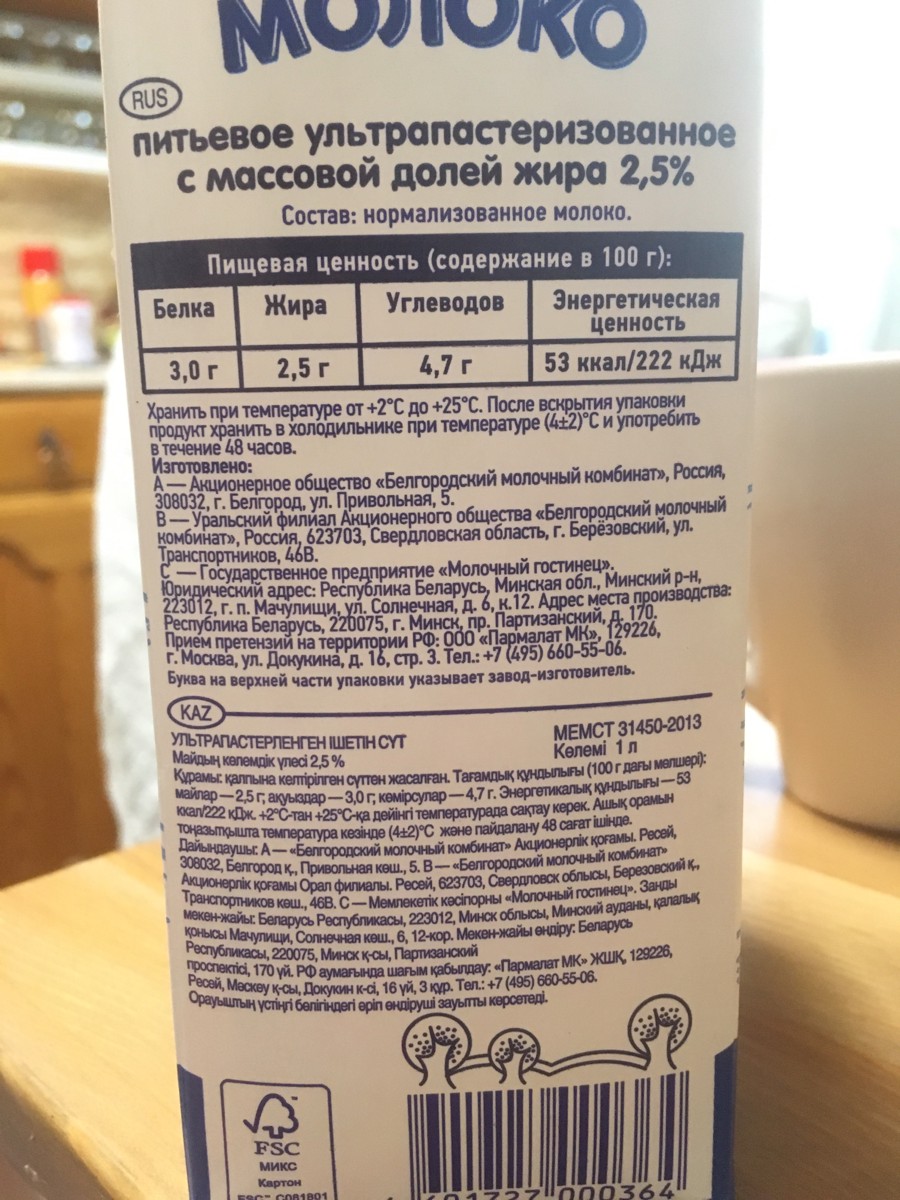 МОЛОКО
RUS
питьевое ультрапастеризованное
с массовой долей жира 2,5%
Состав: нормализованное молоко.
Пищевая ценность (содержание в 100 г):
Белка Жира Углеводов Энергетическая
ценность
3,0 г 2,5 г 4,7 г 53 ккал/222 кДж
Хранить при температуре от +2°С до +25°С. После вскрытия упаковки
продукт хранить в холодильнике при температуре (4±2)°С и употребить
в течение 48 часов.
Изготовлено:
А — Акционерное общество «Белгородский молочный комбинат», Россия,
308032, г. Белгород, ул. Привольная, 5.
В — Уральский филиал Акционерного общества «Белгородский молочный
комбинат», Россия, 623703, Свердловская область, г. Берёзовский, ул.
Транспортников, 46В.
С — Государственное предприятие «Молочный гостинец».
Юридический адрес: Республика Беларусь, Минская обл., Минский р-н,
223012, г. п. Мачулищи, ул. Солнечная, д. 6, к.12. Адрес места производства:
Республика Беларусь, 220075, г. Минск, пр. Партизанский, д. 170.
Прием претензий на территории РФ: ООО «Пармалат МК», 129226,
г. Москва, ул. Докукина, д. 16, стр. 3. Тел.: +7 (495) 660-55-06.
Буква на верхней части упаковки указывает завод-изготовитель.
KAZ
УЛЬТРАПАСТЕРЛЕНГЕН ІШЕТІН СҮТ МЕМСТ 31450-2013
Майдың көлемдік үлесі 2,5 % Көлемі 1 л
Құрамы: қалпына келтірілген сүттен жасалған. Тағамдық құндылығы (100 г дағы мөлшері):
майлар — 2,5 г; ақуыздар — 3,0 г; көмірсулар — 4,7 г. Энергетикалық құндылығы — 53
ккал/222 кДж. +2°С-тан +25°С-қа дейінгі температурада сақтау керек. Ашық орамын
тоңазытқышта температура кезінде (4±2)°С және пайдалану 48 сағат ішінде.
Дайындаушы: А — «Белгородский молочный комбинат» Акционерлік қоғамы. Ресей,
308032, Белгород қ., Привольная көш., 5. В — «Белгородский молочный комбинат»
Акционерлік қоғамы Орал филиалы. Ресей, 623703, Свердловск облысы, Березовский қ.,
Транспортников көш., 46В. С — Мемлекетік кәсіпорны «Молочный гостинец». Заңды
мекен-жайы: Беларусь Республикасы, 223012, Минск облысы, Минский ауданы, қалалық
қонысы Мачулищи, Солнечная көш., 6, 12-кор. Мекен-жайы өндіру: Беларусь
Республикасы, 220075, Минск қ-сы, Партизанский
проспектісі, 170 үй. РФ аумағында шағым қабылдау: «Пармалат МК» ЖШҚ, 129226,
Ресей, Мәскеу қ-сы, Докукин к-сі, 16 үй, 3 құр. Тел.: +7 (495) 660-55-06.
Орауыштың үстіңгі бөлігіндегі әріп өндіруші зауытты көрсетеді.
FSC
МИКС
Картон
FSC™ C081801
601727 000364